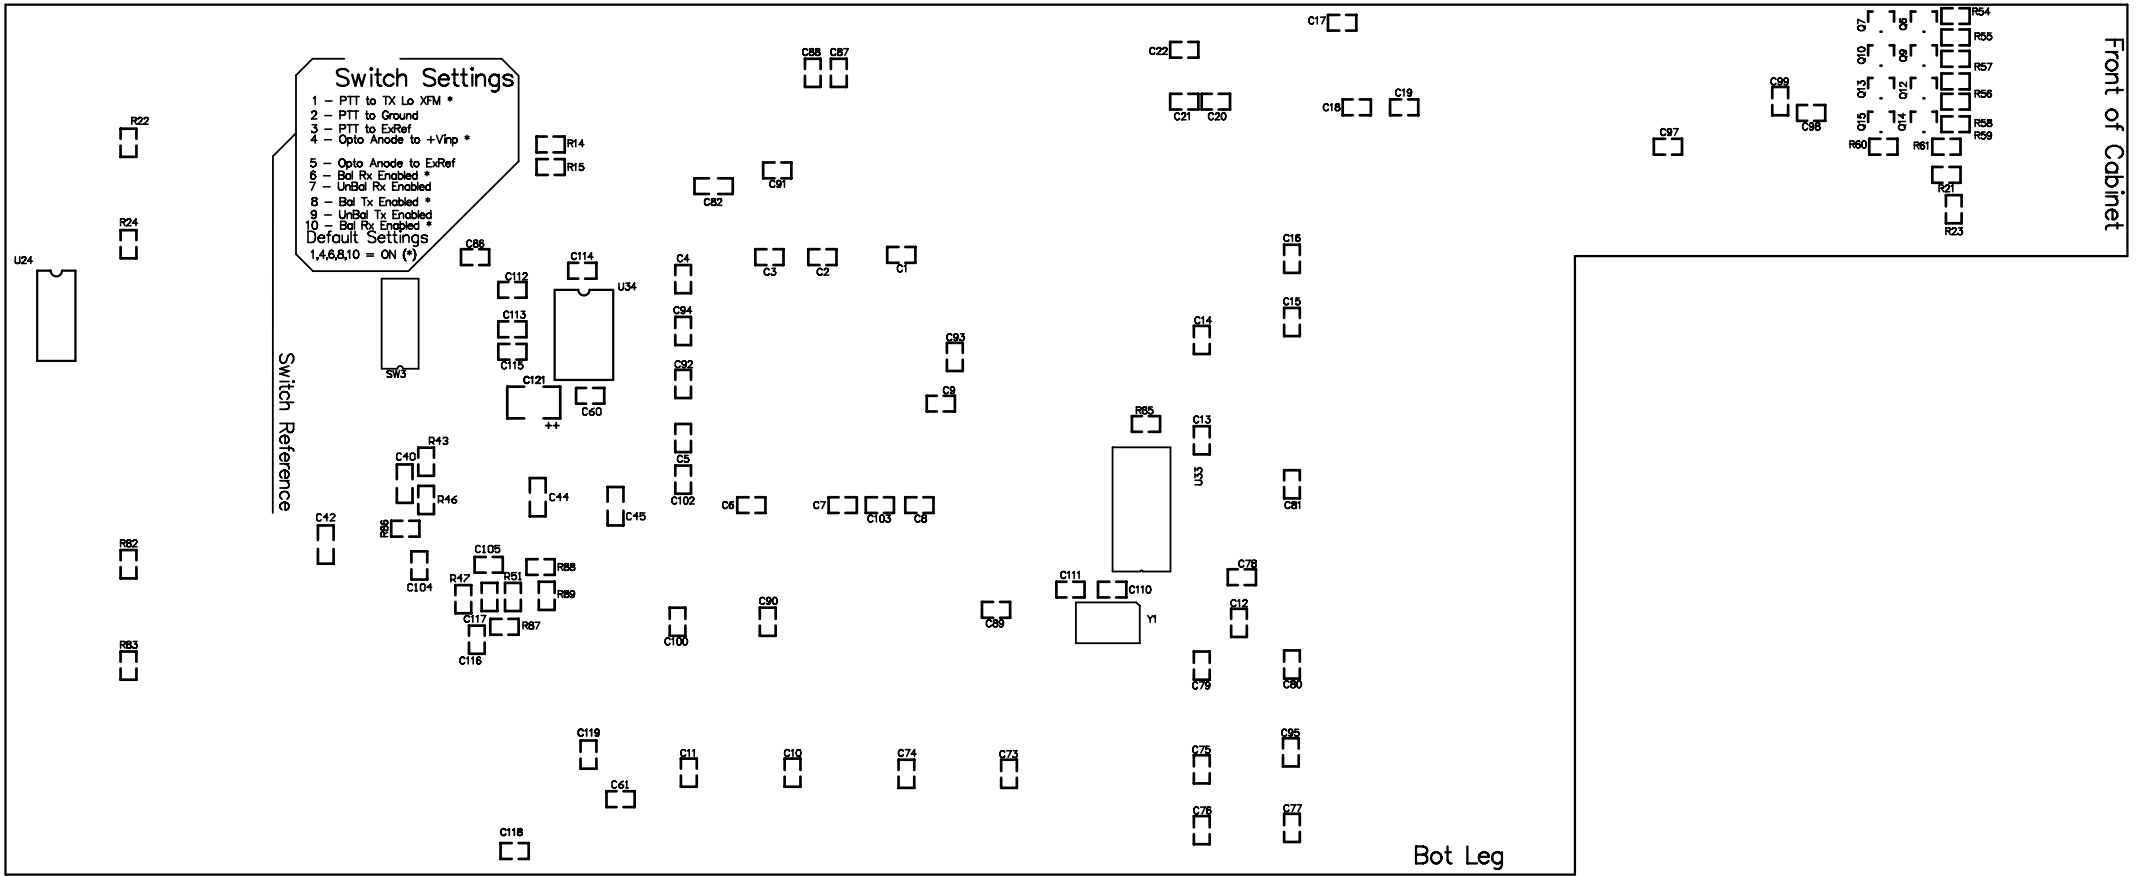 Switch Settings
1 - PTT to TX Lo XFM *
2 - PTT to Ground
3 - PTT to ExRef
4 - Opto Anode to +Vinp *
5 - Opto Anode to ExRef
6 - Bal Rx Enabled *
7 - UnBal Rx Enabled
8 - Bal Tx Enabled *
9 - UnBal Tx Enabled
10 - Bal Rx Enabled *
Default Settings
1,4,6,8,10 = ON (*)
Switch Reference
Front of Cabinet
Bot Leg
R22
R24
U24
R82
R83
SW3
C86
C112
C113
C115
C114
U34
C121
++
C60
R14
R15
C88
C87
C82
C91
C4
C94
C92
C5
C102
C3
C2
C1
C93
C9
C6
C7
C103
C8
R43
C40
R46
R86
C42
C104
C44
C45
C105
R88
R47
R51
R89
C117
R87
C116
C100
C90
C89
C119
C61
C118
C11
C10
C74
C73
C17
C22
C21
C20
C18
C19
C16
C15
C14
C13
R85
U33
C81
C111
C110
Y1
C78
C12
C79
C80
C75
C95
C76
C77
C97
C99
C98
Q7
Q6
R54
R55
Q10
Q9
R57
Q13
Q12
R56
Q15
Q14
R58
R59
R60
R61
R21
R23